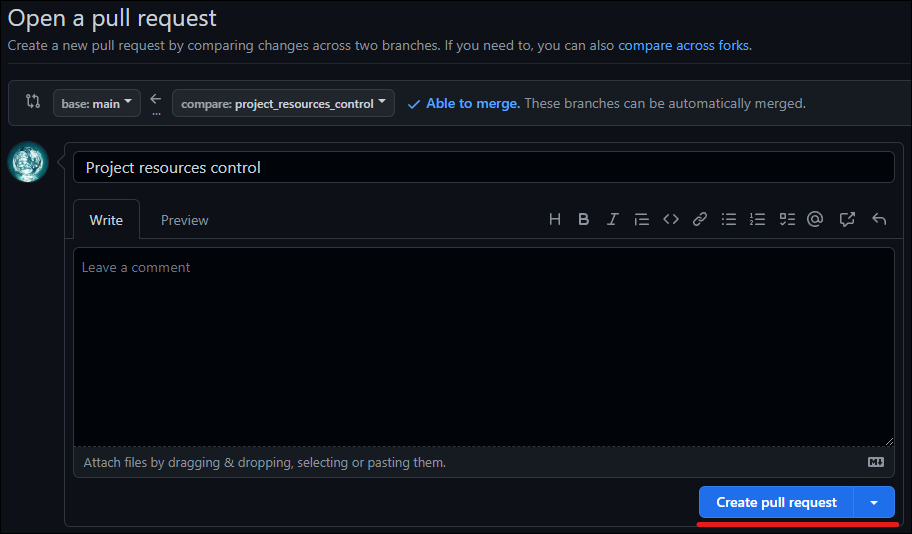 Open a pull request
Create a new pull request by comparing changes across two branches. If you need to, you can also compare across forks.
base: main
...
compare: project_resources_control
Able to merge. These branches can be automatically merged.
Project resources control
Write
Preview
H B I
Leave a comment
Attach files by dragging & dropping, selecting or pasting them.
Create pull request